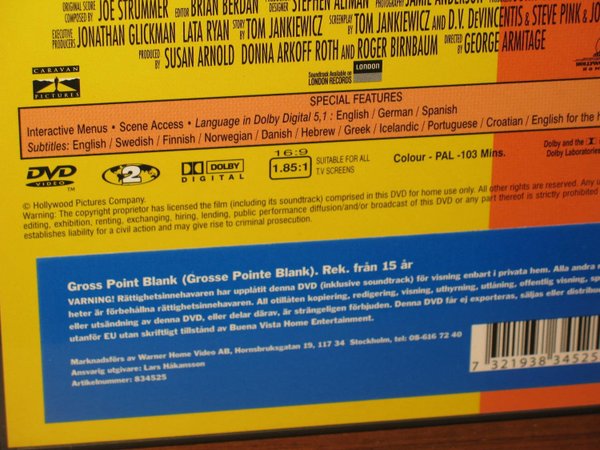 ORIGINAL SCORE COMPOSED BY JOE STRUMMER EDITOR BRIAN BERDAN DESIGNER STEPHEN ALTMAN PHOTOGRAPHY JAMIE ANDERSON
EXECUTIVE PRODUCERS JONATHAN GLICKMAN LATA RYAN STORY BY TOM JANKIEWICZ SCREENPLAY BY TOM JANKIEWICZ AND D.V. DEVINCENTIS & STEVE PINK & JO
PRODUCED BY SUSAN ARNOLD DONNA ARKOFF ROTH AND ROGER BIRNBAUM DIRECTED BY GEORGE ARMITAGE
CARAVAN
PICTURES
Soundtrack Available on
LONDON RECORDS
LONDON
SPECIAL FEATURES
Interactive Menus • Scene Access • Language in Dolby Digital 5,1 : English / German / Spanish
Subtitles: English / Swedish / Finnish / Norwegian / Danish / Hebrew / Greek / Icelandic / Portuguese / Croatian / English for the h
DVD
VIDEO
2
DOLBY
DIGITAL
16:9
1.85:1
SUITABLE FOR ALL
T.V SCREENS
Colour - PAL -103 Mins.
Dolby and the
Dolby Laboratories
© Hollywood Pictures Company.
Warning: The copyright proprietor has licensed the film (including its soundtrack) comprised in this DVD for home use only. All other rights are reserved. Any
editing, exhibition, renting, exchanging, hiring, lending, public performance diffusion/and/or broadcast of this DVD or any part thereof is strictly prohibited
establishes liability for a civil action and may give rise to criminal prosecution.
Gross Point Blank (Grosse Pointe Blank). Rek. från 15 år
VARNING! Rättighetsinnehavaren har upplåtit denna DVD (inklusive soundtrack) för visning enbart i privata hem. Alla andra
heter är förbehållna rättighetsinnehavaren. All otillåten kopiering, redigering, visning, uthyrning, utlåning, offentlig visning,
eller utsändning av denna DVD, eller delar därav, är strängeligen förbjuden. Denna DVD får ej exporteras, säljas eller distribu
utanför EU utan skriftligt tillstånd av Buena Vista Home Entertainment.
Marknadsförs av Warner Home Video AB, Hornsbruksgatan 19, 117 34 Stockholm, tel: 08-616 72 40
Ansvarig utgivare: Lars Håkansson
Artikelnummer: 834525
7 321938 34525